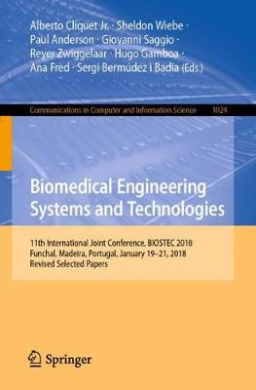 Alberto Cliquet Jr. · Sheldon Wiebe ·
Paul Anderson · Giovanni Saggio ·
Reyer Zwiggelaar · Hugo Gamboa ·
Ana Fred · Sergi Bermúdez i Badia (Eds.)
Communications in Computer and Information Science 1024
Biomedical Engineering
Systems and Technologies
11th International Joint Conference, BIOSTEC 2018
Funchal, Madeira, Portugal, January 19–21, 2018
Revised Selected Papers
Springer